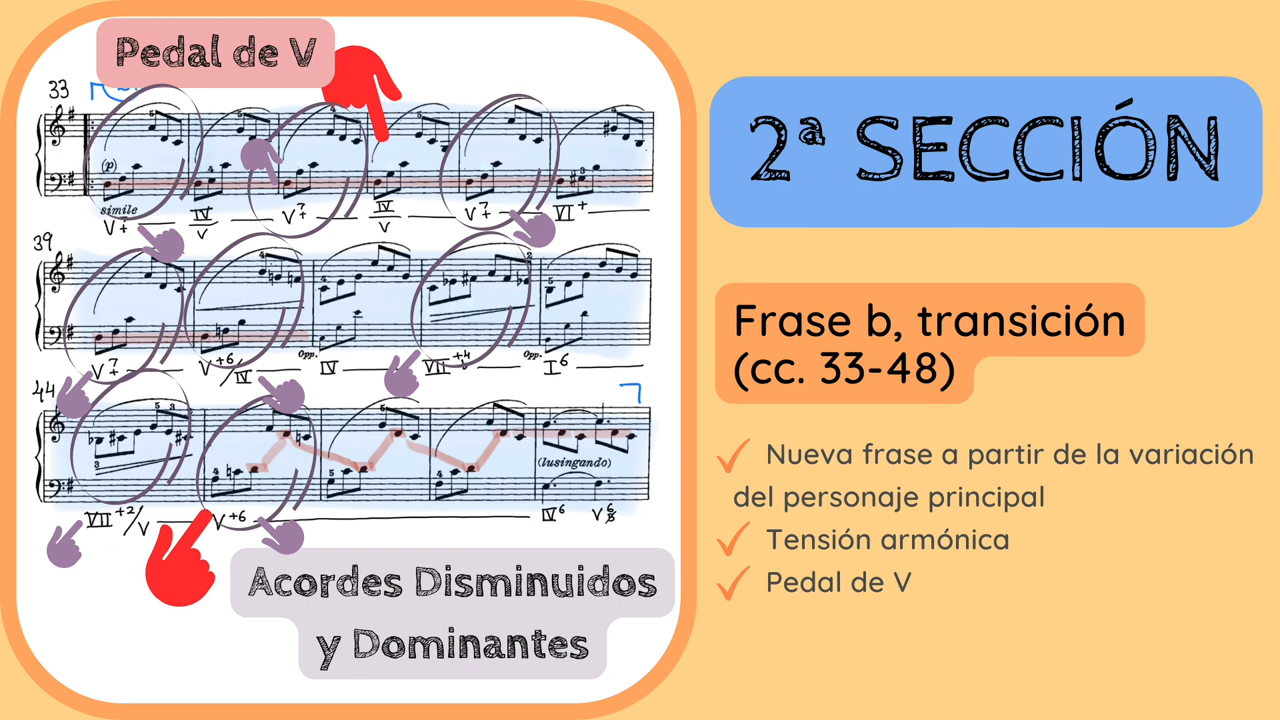 Pedal de V
33
(p)
simile
V7 IV/V V7 IV/V V7 VI+
39
Opp. Opp.
V7 V+6/IV IV VII+4 I6
44
(lusingando)
VII+2/V V+6 IV6
Acordes Disminuidos
y Dominantes
2ª SECCIÓN
Frase b, transición
(cc. 33-48)
Nueva frase a partir de la variación
del personaje principal
Tensión armónica
Pedal de V